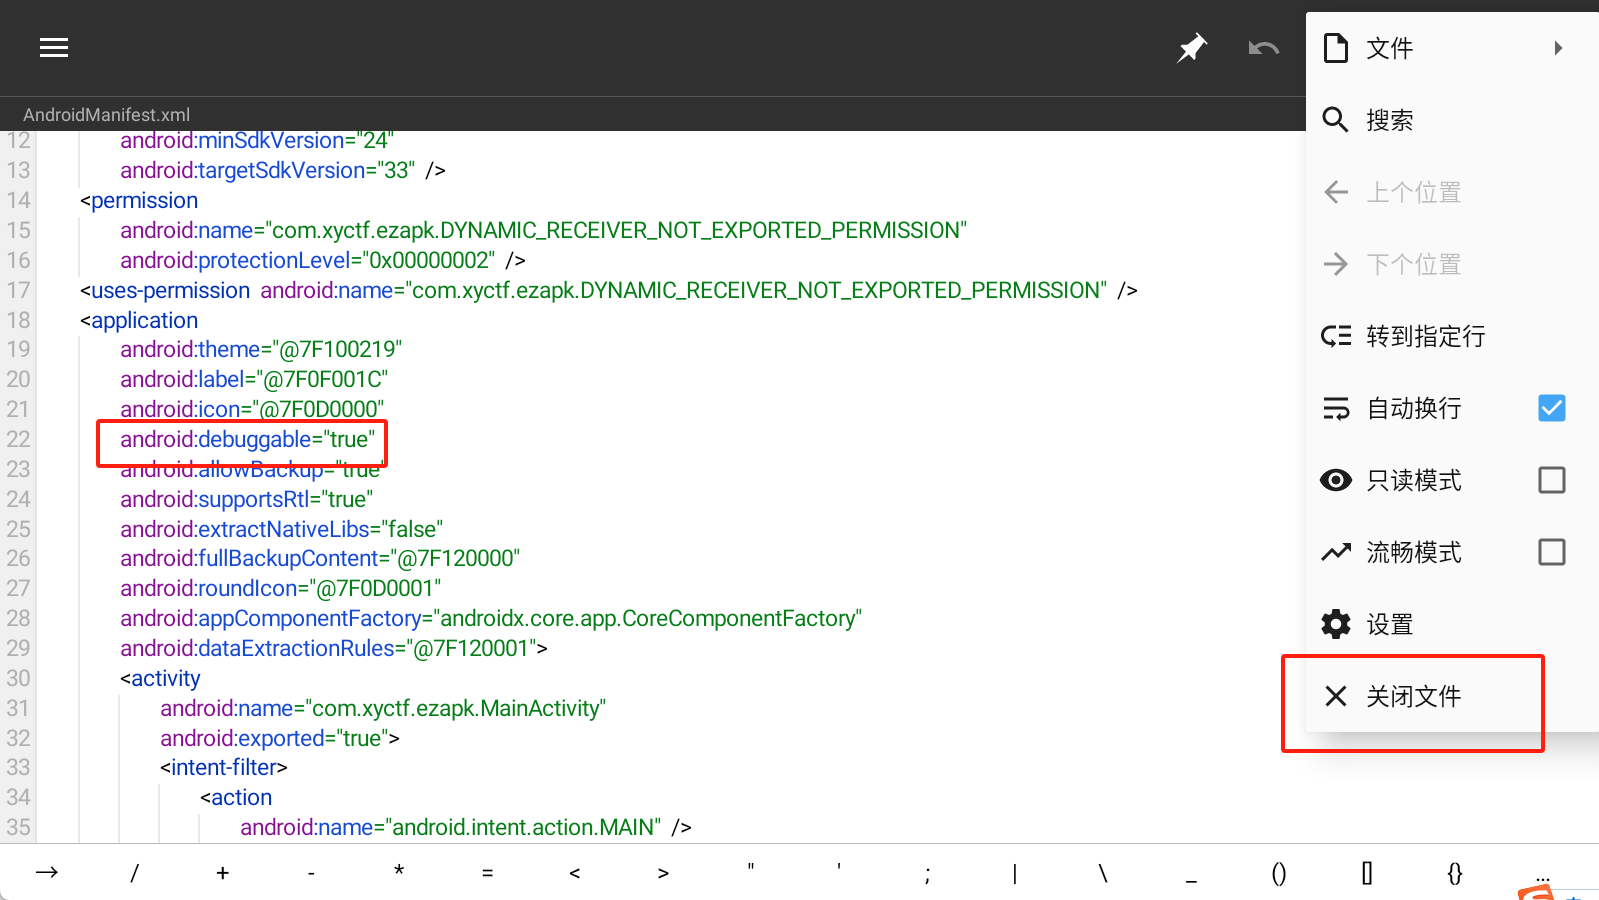 AndroidManifest.xml
12 android:minSdkVersion="24"
13 android:targetSdkVersion="33" />
14 <permission
15 android:name="com.xyctf.ezapk.DYNAMIC_RECEIVER_NOT_EXPORTED_PERMISSION"
16 android:protectionLevel="0x00000002" />
17 <uses-permission android:name="com.xyctf.ezapk.DYNAMIC_RECEIVER_NOT_EXPORTED_PERMISSION" />
18 <application
19 android:theme="@7F100219"
20 android:label="@7F0F001C"
21 android:icon="@7F0D0000"
22 android:debuggable="true"
23 android:allowBackup="true"
24 android:supportsRtl="true"
25 android:extractNativeLibs="false"
26 android:fullBackupContent="@7F120000"
27 android:roundIcon="@7F0D0001"
28 android:appComponentFactory="androidx.core.app.CoreComponentFactory"
29 android:dataExtractionRules="@7F120001">
30 <activity
31 android:name="com.xyctf.ezapk.MainActivity"
32 android:exported="true">
33 <intent-filter>
34 <action
35 android:name="android.intent.action.MAIN" />
文件
搜索
上个位置
下个位置
转到指定行
自动换行
只读模式
流畅模式
设置
关闭文件
→ / + - * = < > " ' ; | \ _ () [] {} ...